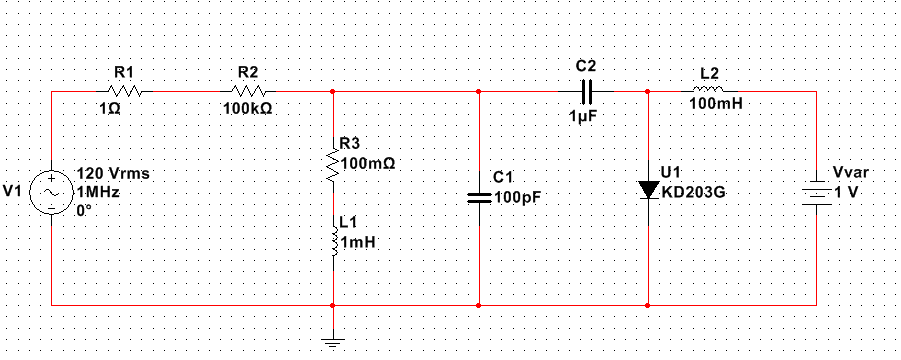 R1
1Ω
R2
100kΩ
C2
1µF
L2
100mH
R3
100mΩ
V1
120 Vrms
1MHz
0°
C1
100pF
U1
KD203G
Vvar
1 V
L1
1mH